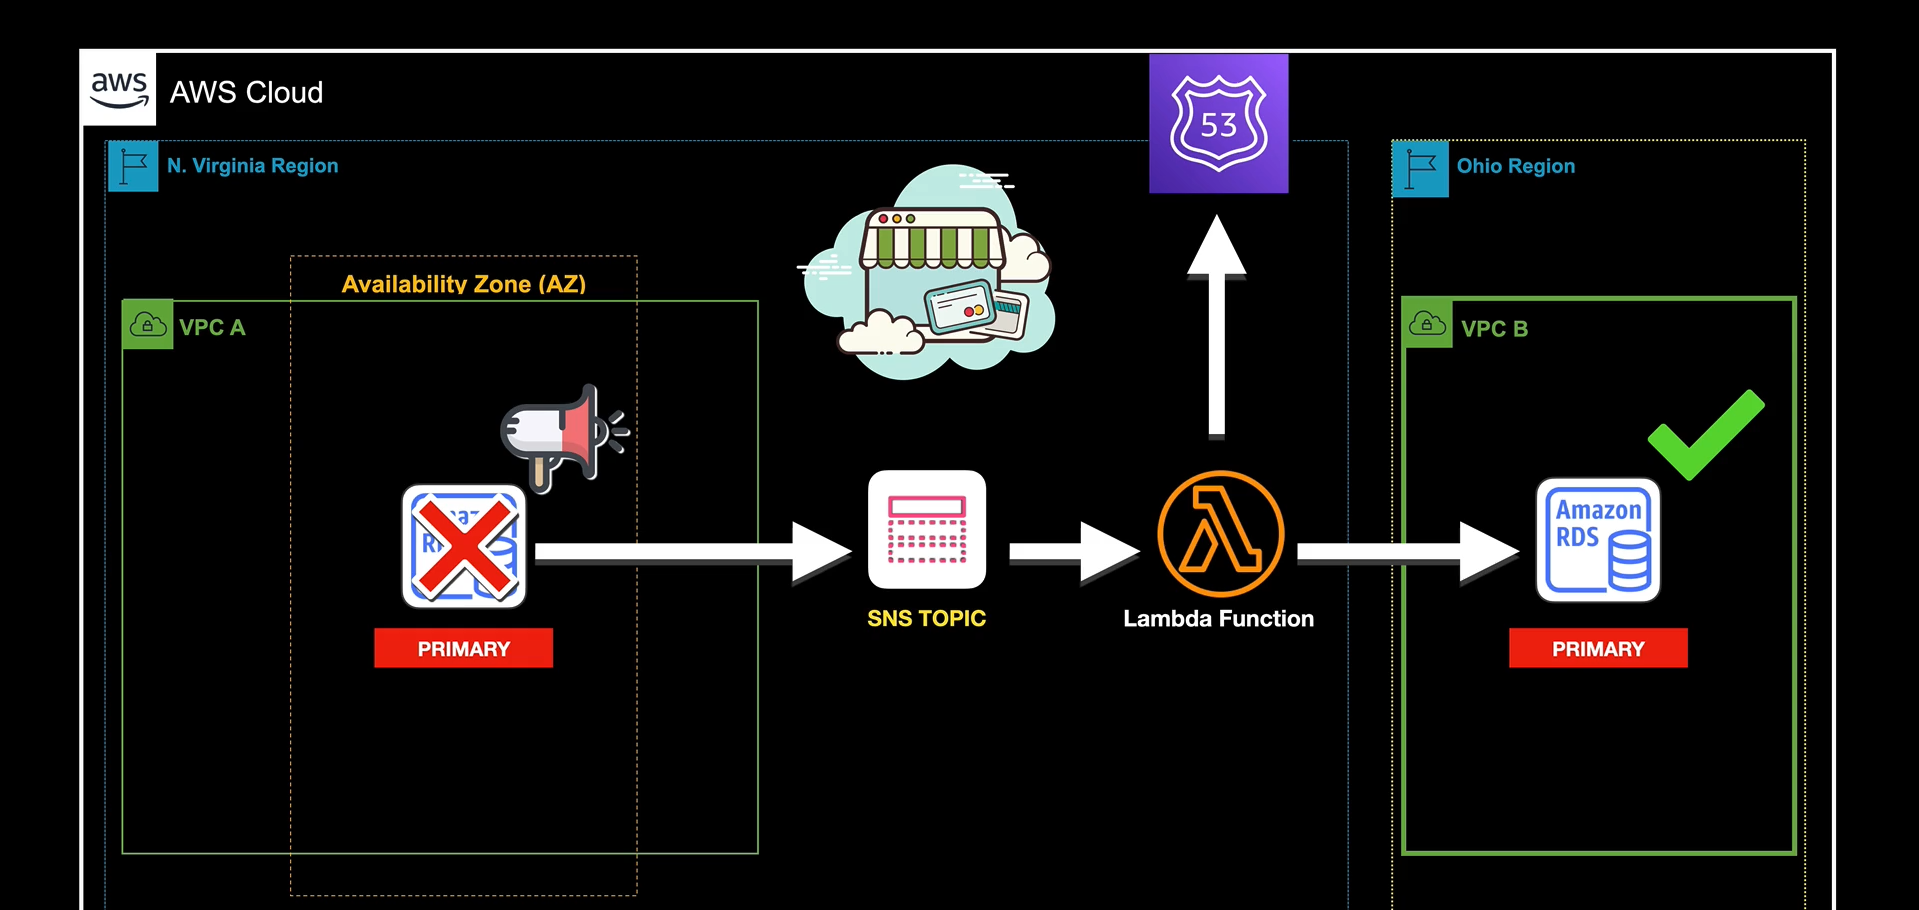 aws
AWS Cloud
53
N. Virginia Region
Ohio Region
Availability Zone (AZ)
VPC A
VPC B
Amazon
RDS
SNS TOPIC
Lambda Function
PRIMARY
PRIMARY